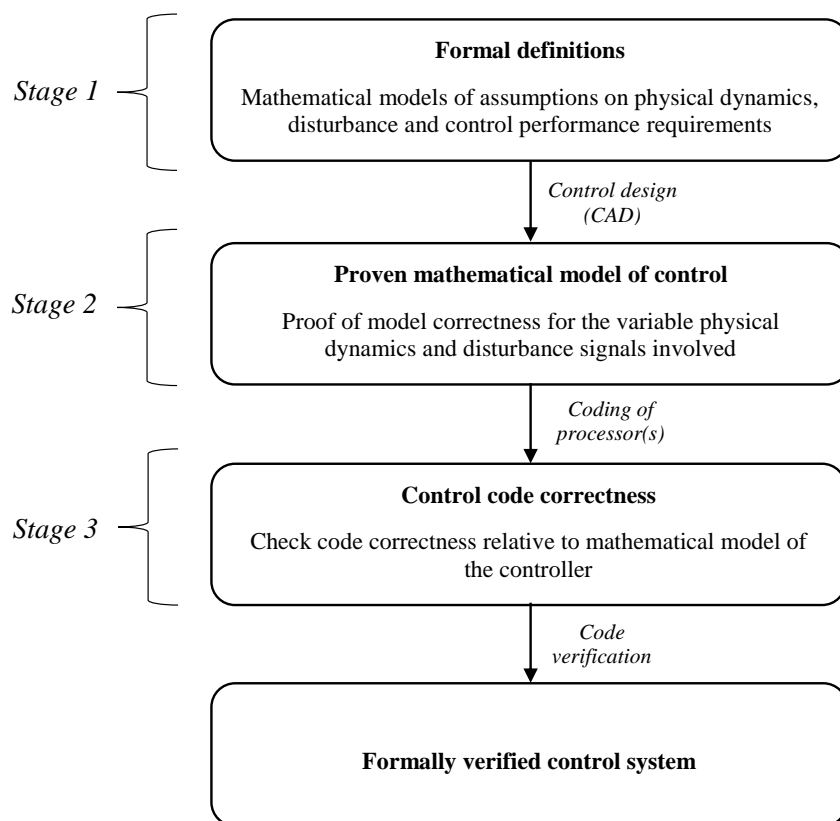 Formal definitions
Stage 1
Mathematical models of assumptions on physical dynamics,
disturbance and control performance requirements
Control design
(CAD)
Proven mathematical model of control
Stage 2
Proof of model correctness for the variable physical
dynamics and disturbance signals involved
Coding of
processor(s)
Control code correctness
Stage 3
Check code correctness relative to mathematical model of
the controller
Code
verification
Formally verified control system